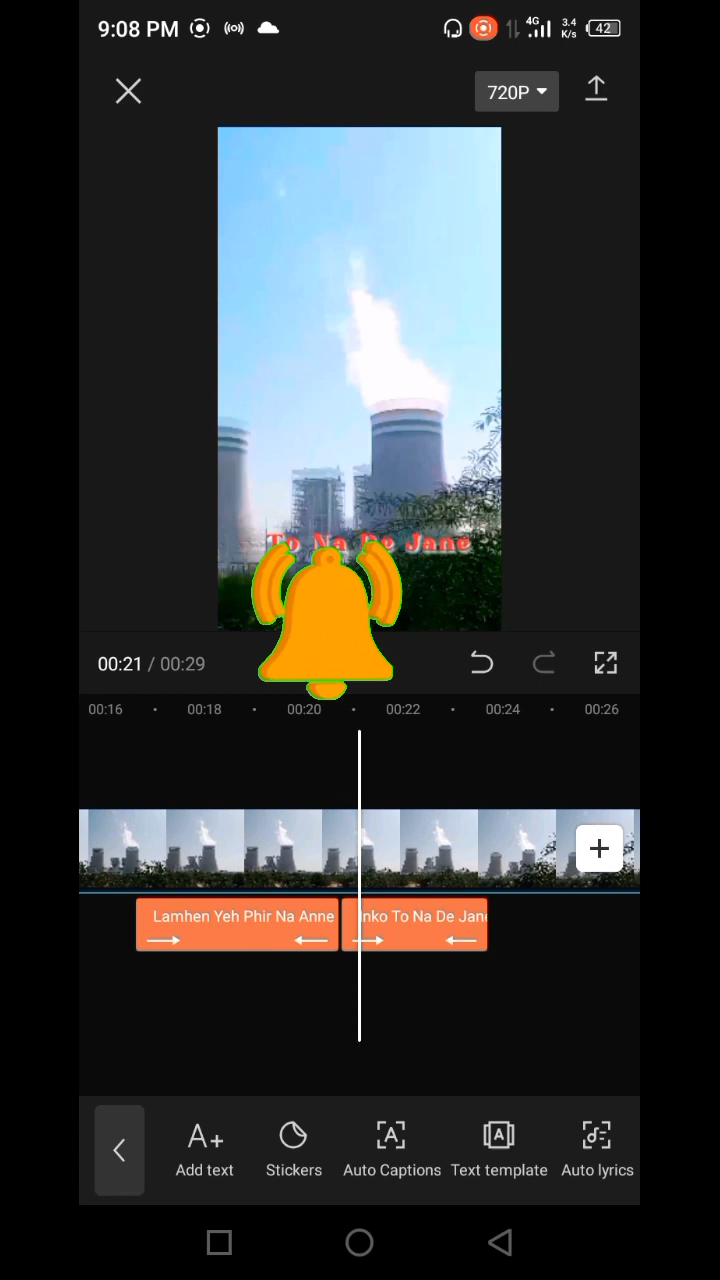 9:08 PM
4G
3.4
K/s
42
720P
To Na De Jane
00:21 / 00:29
00:16
00:18
00:20
00:22
00:24
00:26
Lamhen Yeh Phir Na Anne
Inko To Na De Jane
A+
Add text
Stickers
A
Auto Captions
A
Text template
Auto lyrics